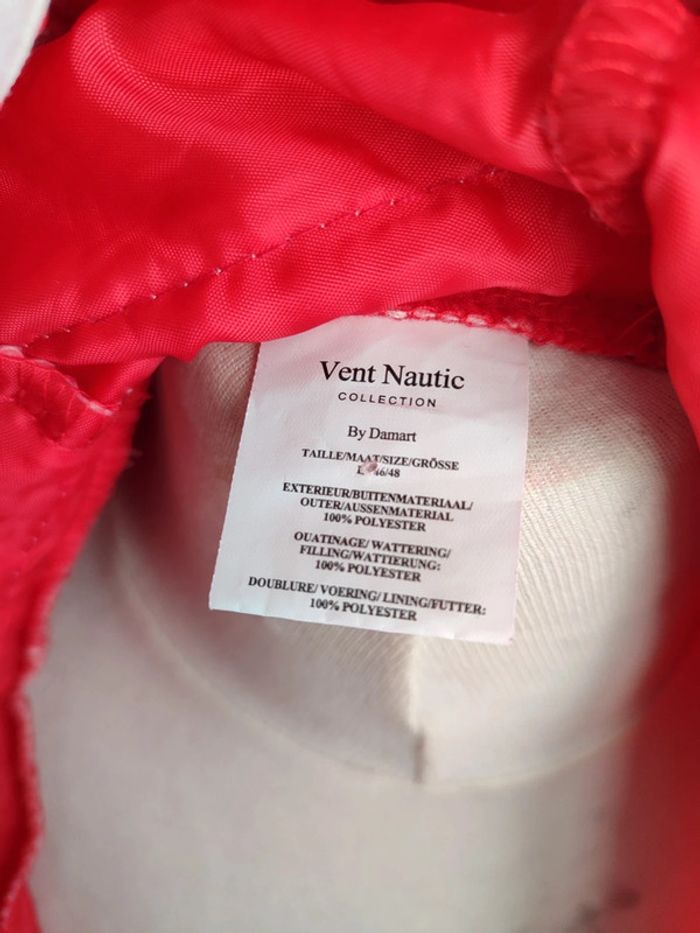 Vent Nautic
COLLECTION
By Damart
TAILLE/MAAT/SIZE/GRÖSSE
L 46/48
EXTERIEUR/BUITENMATERIAAL/
OUTER/AUSSENMATERIAL
100% POLYESTER
OUATINAGE/ WATTERING/
FILLING/WATTIERUNG:
100% POLYESTER
DOUBLURE/ VOERING/ LINING/FUTTER:
100% POLYESTER